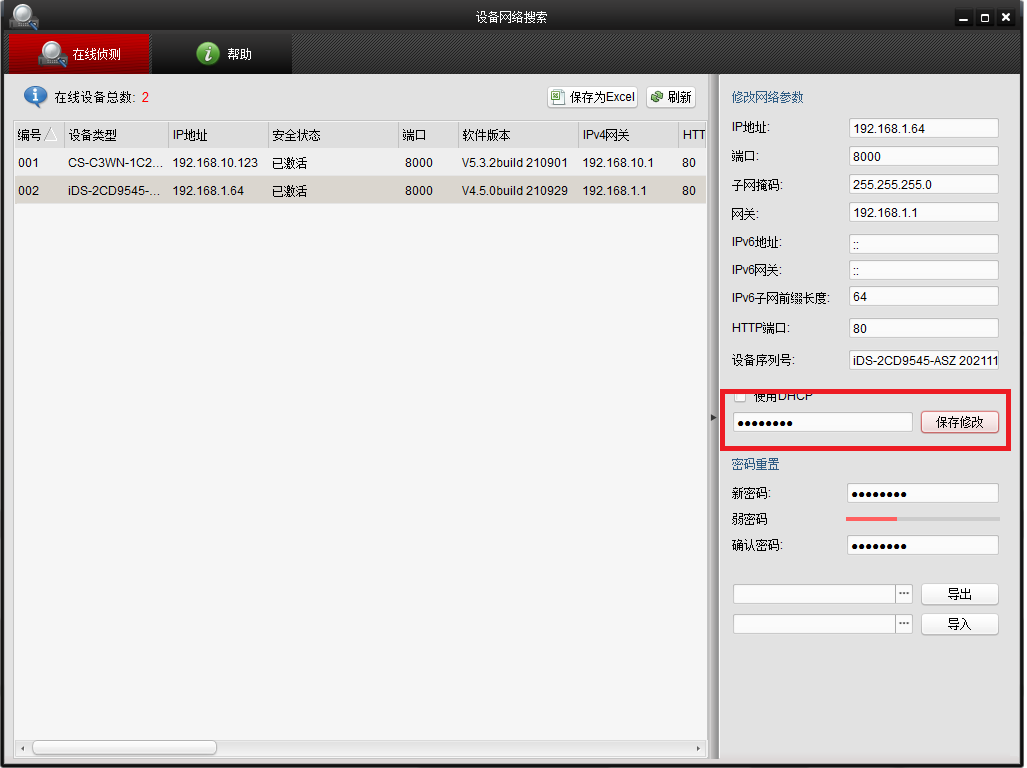 设备网络搜索
在线侦测 帮助
在线设备总数: 2 保存为Excel 刷新
编号 设备类型 IP地址 安全状态 端口 软件版本 IPv4网关 HTT
001 CS-C3WN-1C2... 192.168.10.123 已激活 8000 V5.3.2build 210901 192.168.10.1 80
002 iDS-2CD9545-... 192.168.1.64 已激活 8000 V4.5.0build 210929 192.168.1.1 80
修改网络参数
IP地址: 192.168.1.64
端口: 8000
子网掩码: 255.255.255.0
网关: 192.168.1.1
IPv6地址: ::
IPv6网关: ::
IPv6子网前缀长度: 64
HTTP端口: 80
设备序列号: iDS-2CD9545-ASZ 202111
使用DHCP
●●●●●●●● 保存修改
密码重置
新密码: ●●●●●●●●
弱密码
确认密码: ●●●●●●●●
... 导出
... 导入